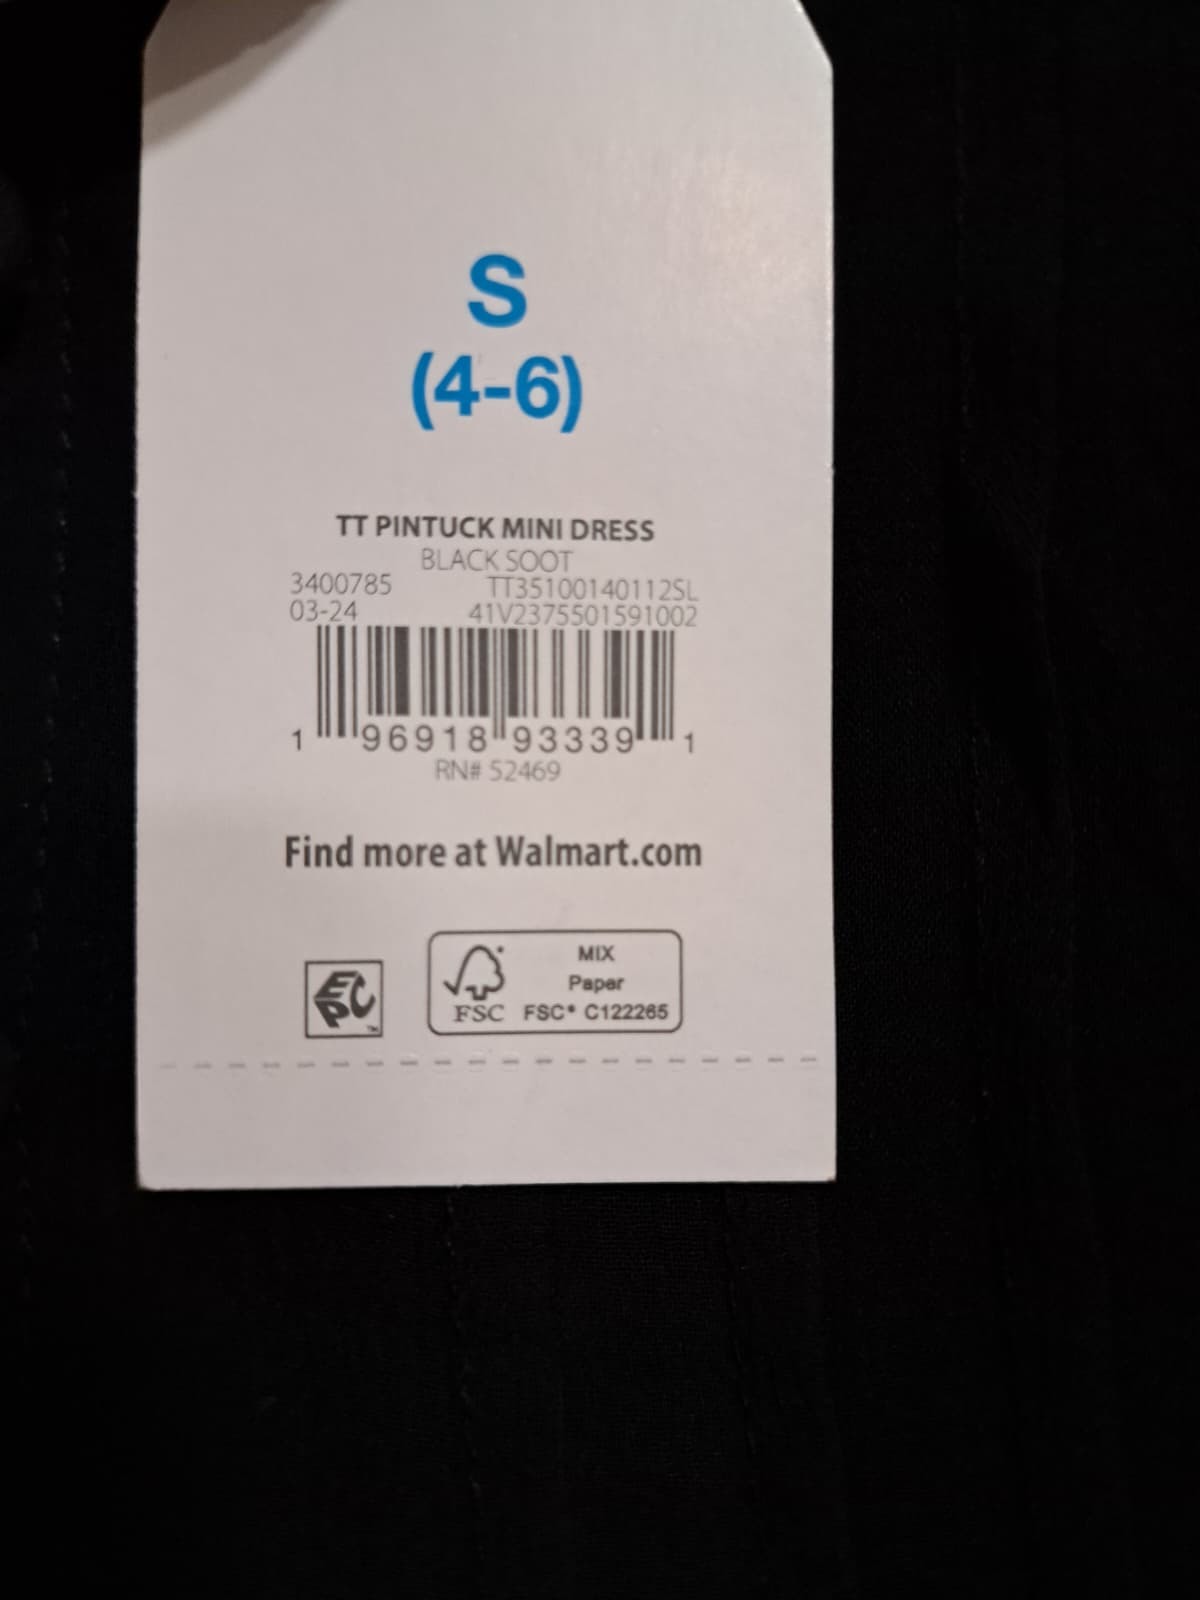 S
(4-6)
TT PINTUCK MINI DRESS
BLACK SOOT
3400785 TT35100140112SL
03-24 41V2375501591002
1 96918 93339 1
RN# 52469
Find more at Walmart.com
EPC™
MIX
Paper
FSC FSC® C122265